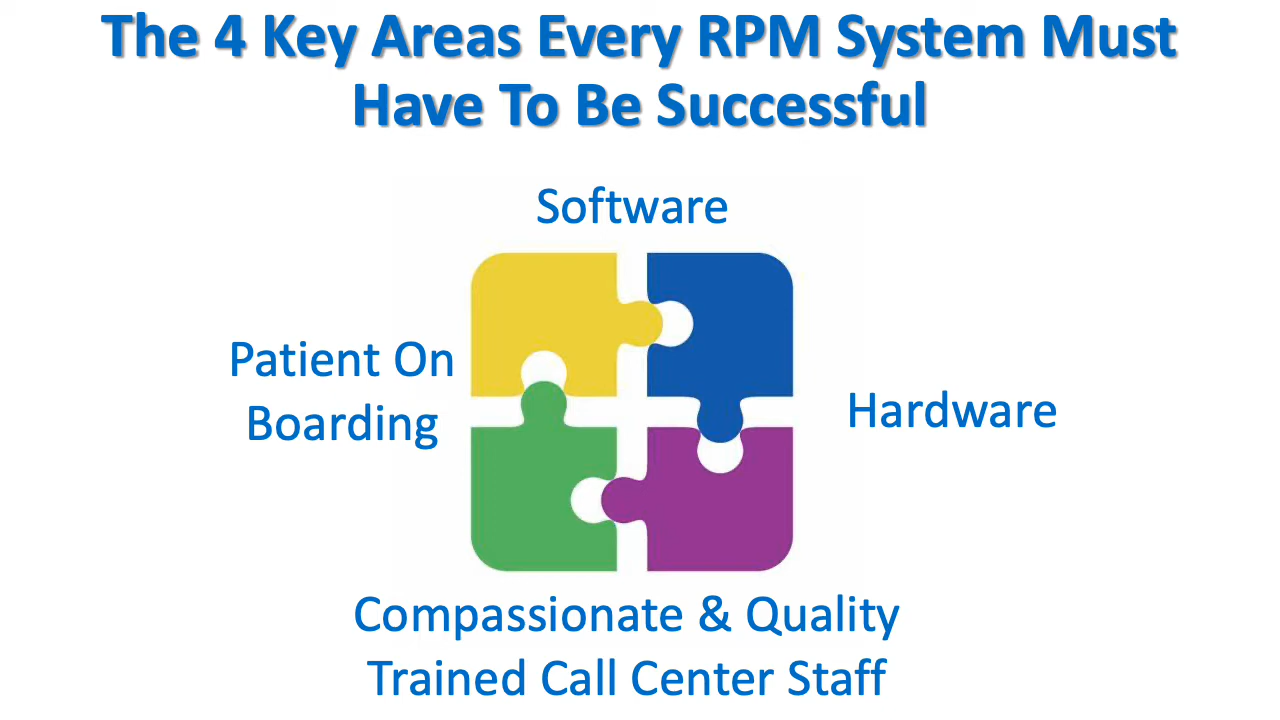 The 4 Key Areas Every RPM System Must
Have To Be Successful
Software
Patient On
Boarding
Hardware
Compassionate & Quality
Trained Call Center Staff